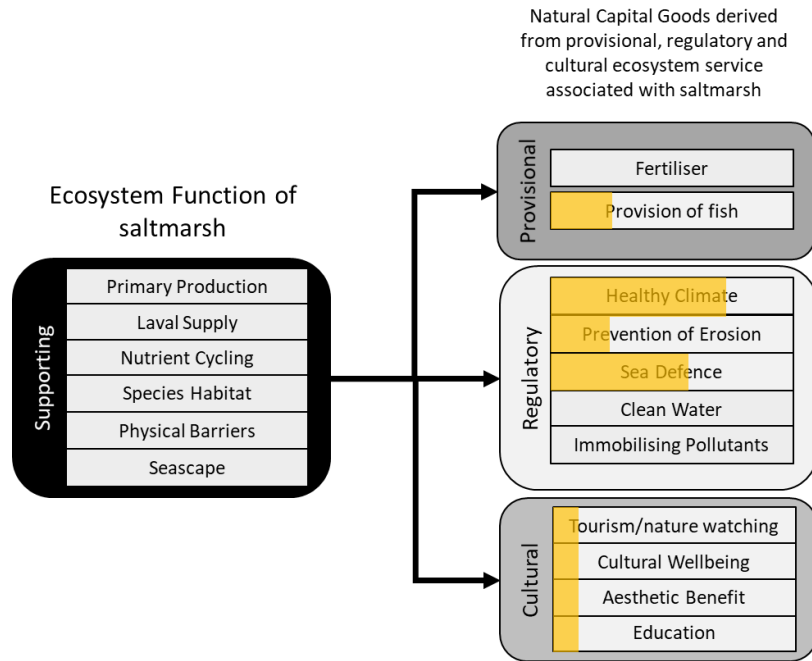 Natural Capital Goods derived
from provisional, regulatory and
cultural ecosystem service
associated with saltmarsh
Ecosystem Function of
saltmarsh
Supporting
Primary Production
Laval Supply
Nutrient Cycling
Species Habitat
Physical Barriers
Seascape
Provisional
Fertiliser
Provision of fish
Regulatory
Healthy Climate
Prevention of Erosion
Sea Defence
Clean Water
Immobilising Pollutants
Cultural
Tourism/nature watching
Cultural Wellbeing
Aesthetic Benefit
Education